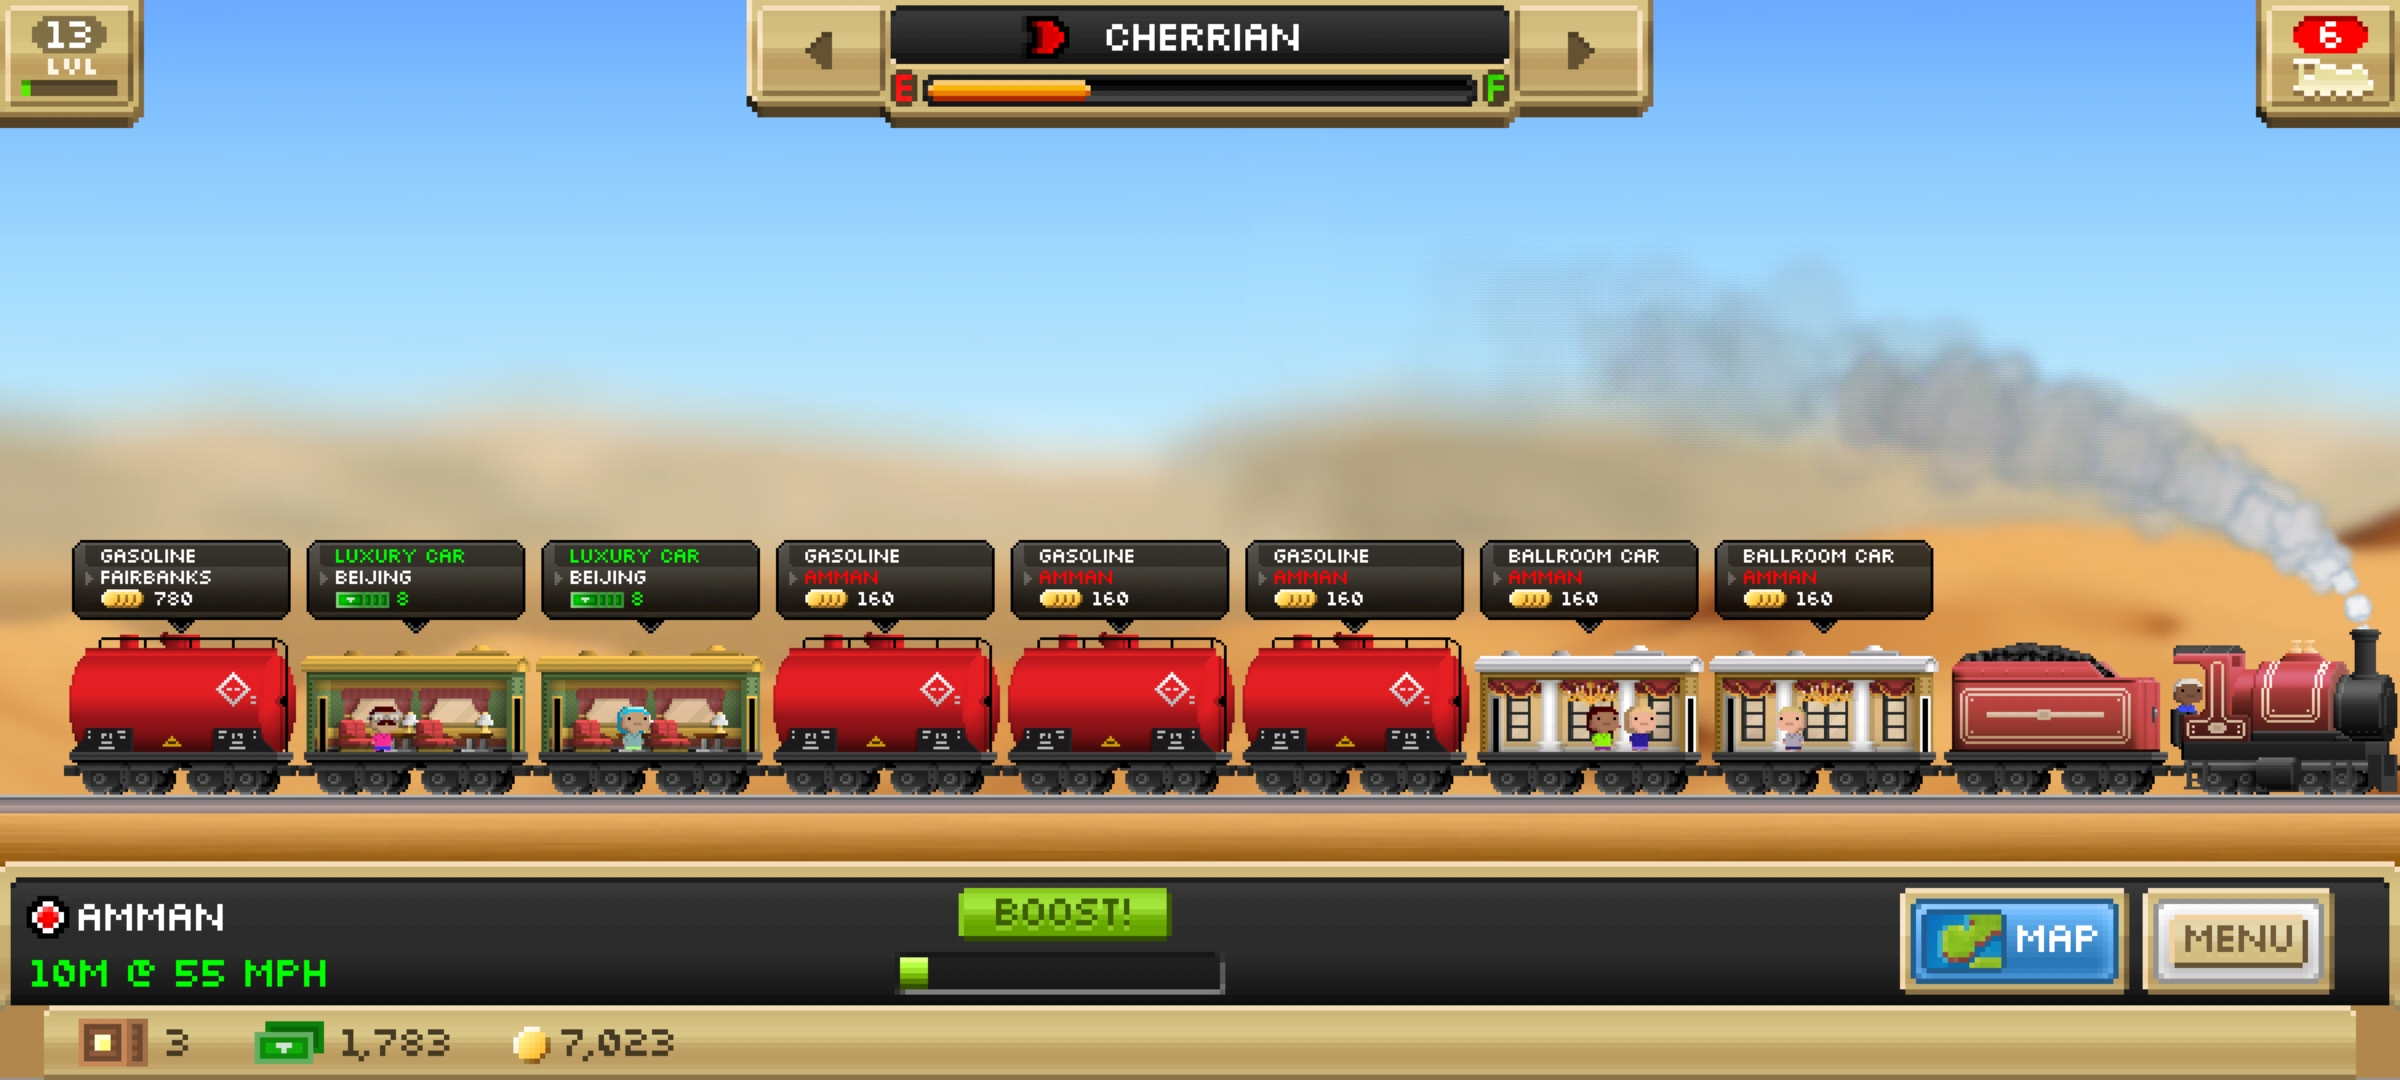 13
LVL
CHERRIAN
E F
6
GASOLINE
FAIRBANKS
780
LUXURY CAR
BEIJING
8
LUXURY CAR
BEIJING
8
GASOLINE
AMMAN
160
GASOLINE
AMMAN
160
GASOLINE
AMMAN
160
BALLROOM CAR
AMMAN
160
BALLROOM CAR
AMMAN
160
AMMAN
10M @ 55 MPH
BOOST!
MAP
MENU
3
1,783
7,023